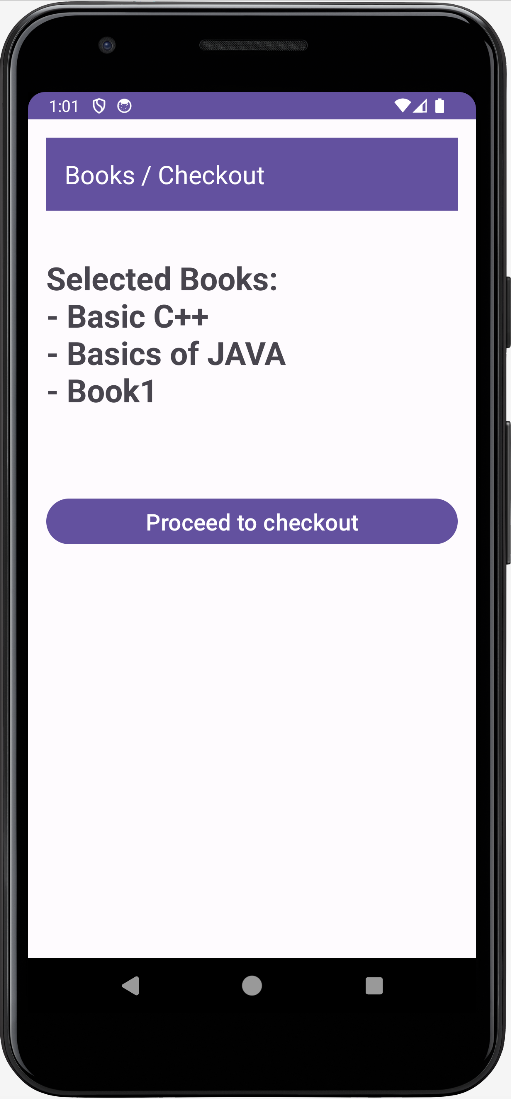 1:01
Books / Checkout
Selected Books:
- Basic C++
- Basics of JAVA
- Book1
Proceed to checkout